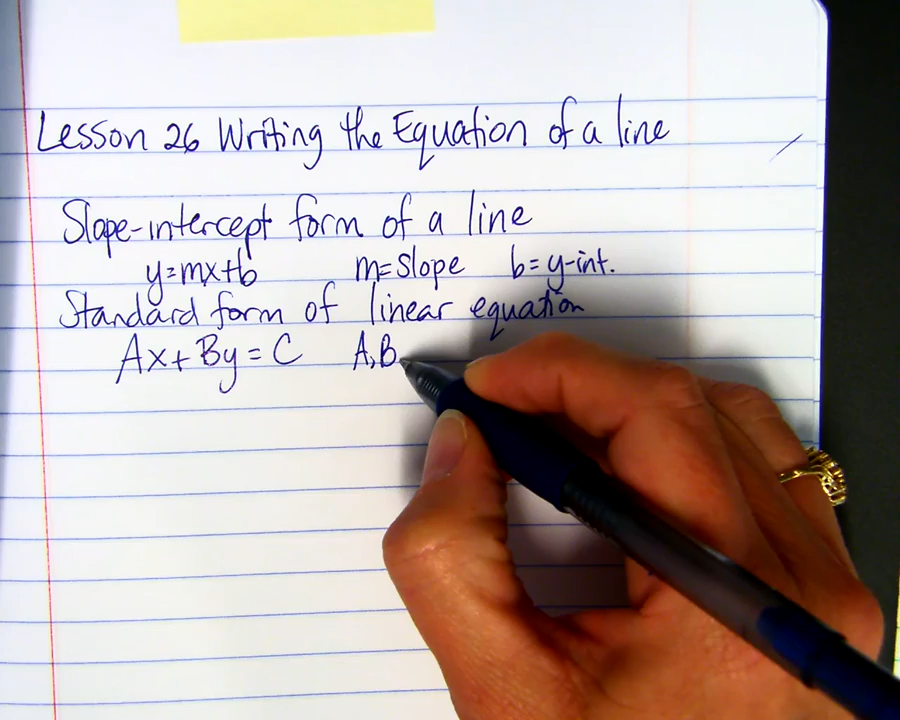 Lesson 26 Writing the Equation of a line
Slope-intercept form of a line
y=mx+b m=slope b=y-int.
Standard form of linear equation
Ax+By=C A,B